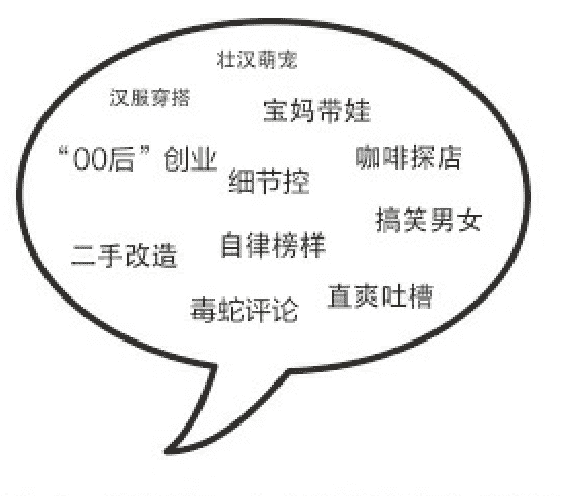 壮汉萌宠
汉服穿搭
宝妈带娃
“00后”创业
咖啡探店
细节控
搞笑男女
自律榜样
二手改造
直爽吐槽
毒蛇评论